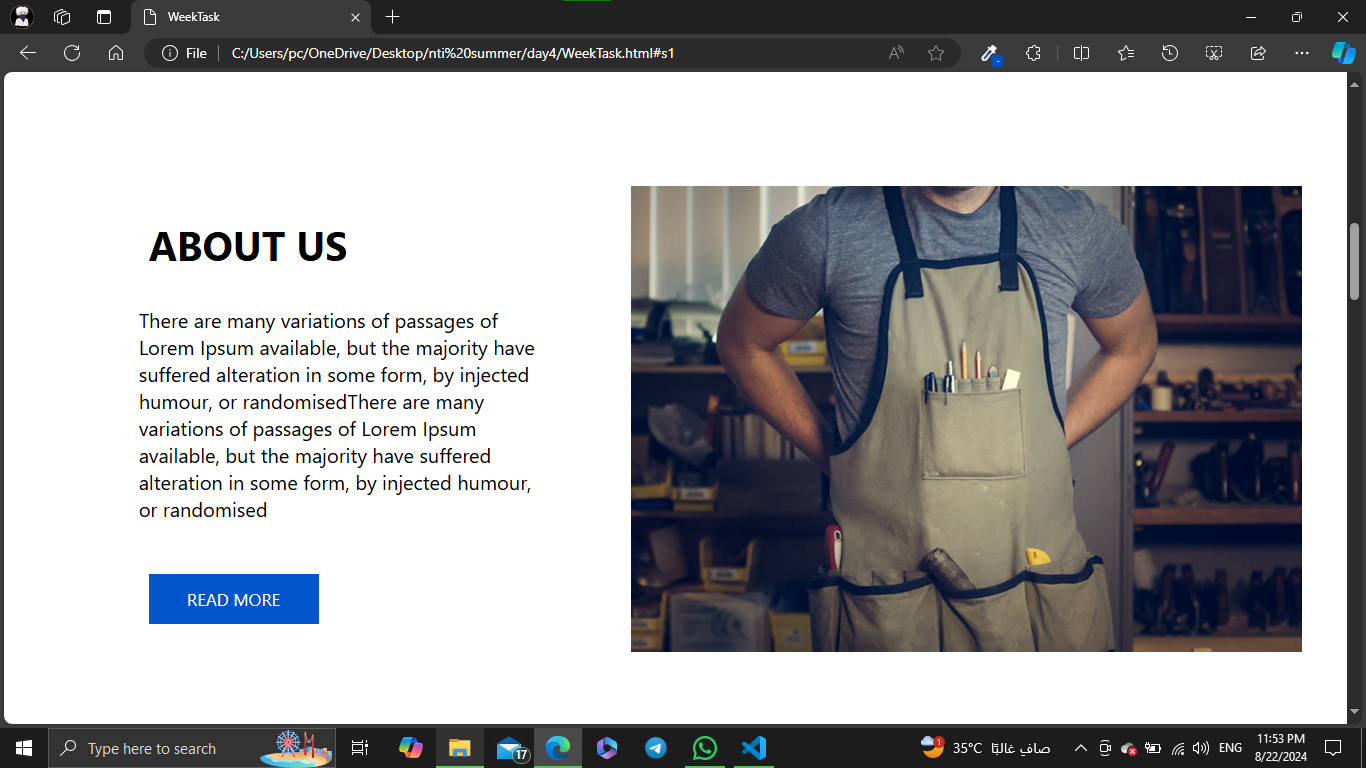 WeekTask
File
C:/Users/pc/OneDrive/Desktop/nti%20summer/day4/WeekTask.html#s1
ABOUT US
There are many variations of passages of
Lorem Ipsum available, but the majority have
suffered alteration in some form, by injected
humour, or randomisedThere are many
variations of passages of Lorem Ipsum
available, but the majority have suffered
alteration in some form, by injected humour,
or randomised
READ MORE
Type here to search
17
1
35°C صافٍ غالبًا
ENG
11:53 PM
8/22/2024